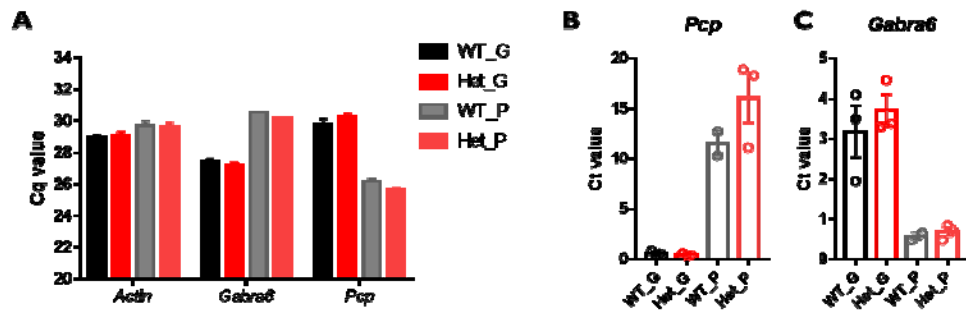 A
Cq value
34
32
30
28
26
24
22
20
Actin
Gabra6
Pcp
WT_G
Het_G
WT_P
Het_P
B
Pcp
Ct value
20
15
10
5
0
WT_G
Het_G
WT_P
Het_P
C
Gabra6
Ct value
5
4
3
2
1
0
WT_G
Het_G
WT_P
Het_P